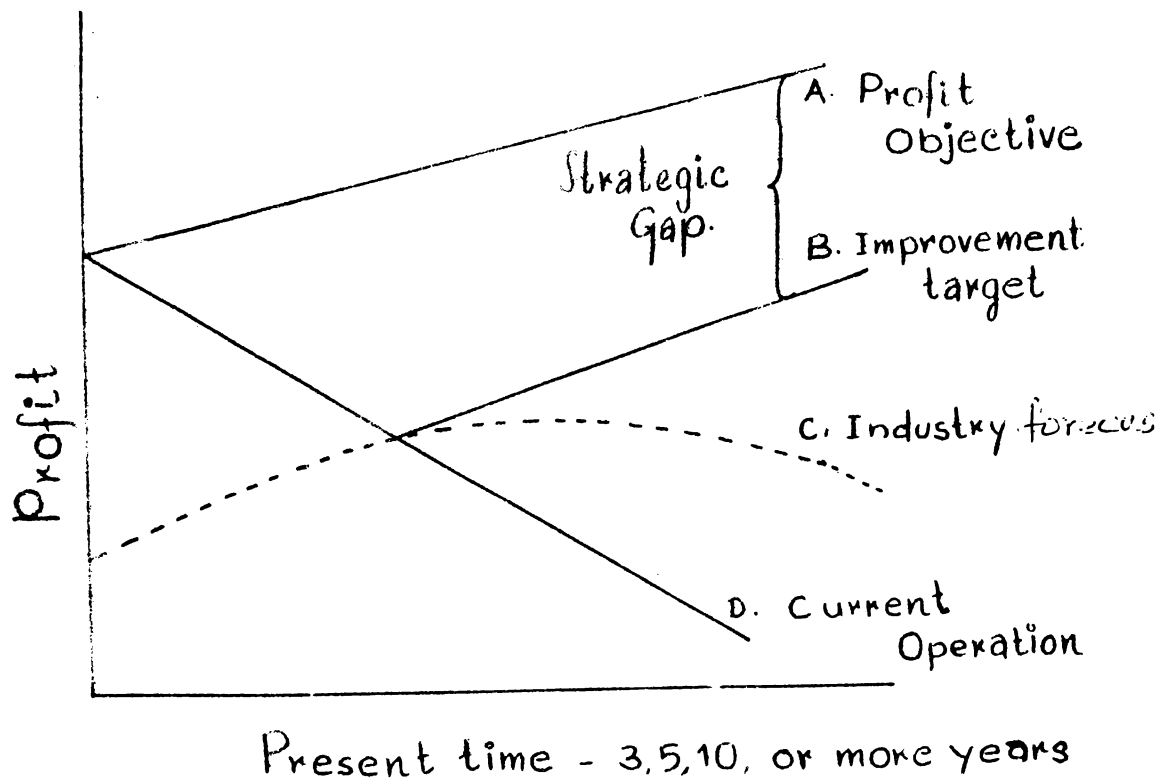 A. Profit
Objective
Strategic
Gap.
B. Improvement
target
Profit
C. Industry
D. Current
Operation
Present time - 3,5,10, or more years